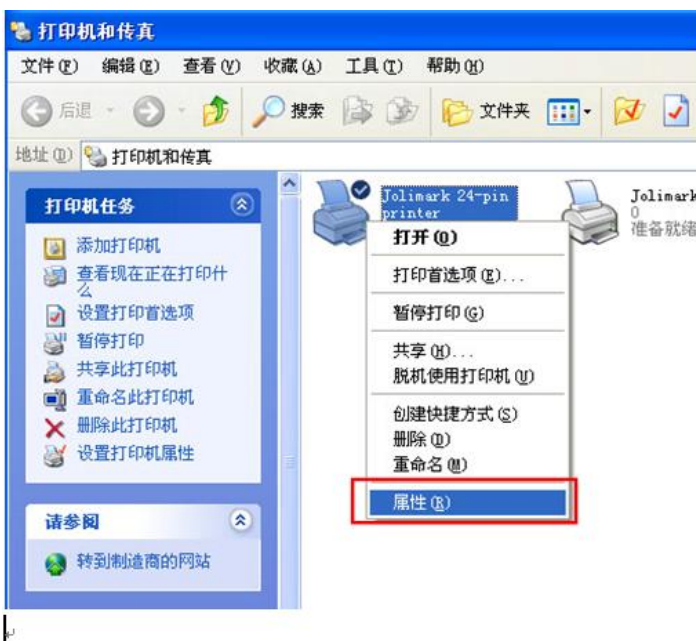 打印机和传真
文件(F) 编辑(E) 查看(V) 收藏(A) 工具(T) 帮助(H)
后退 搜索 文件夹
地址(D) 打印机和传真
打印机任务
添加打印机
查看现在正在打印什
么
设置打印首选项
暂停打印
共享此打印机
重命名此打印机
删除此打印机
设置打印机属性
请参阅
转到制造商的网站
Jolimark 24-pin
printer
打开(O)
打印首选项(E)...
暂停打印(G)
共享(H)...
脱机使用打印机(U)
创建快捷方式(S)
删除(D)
重命名(M)
属性(R)
Jolimark
0
准备就绪